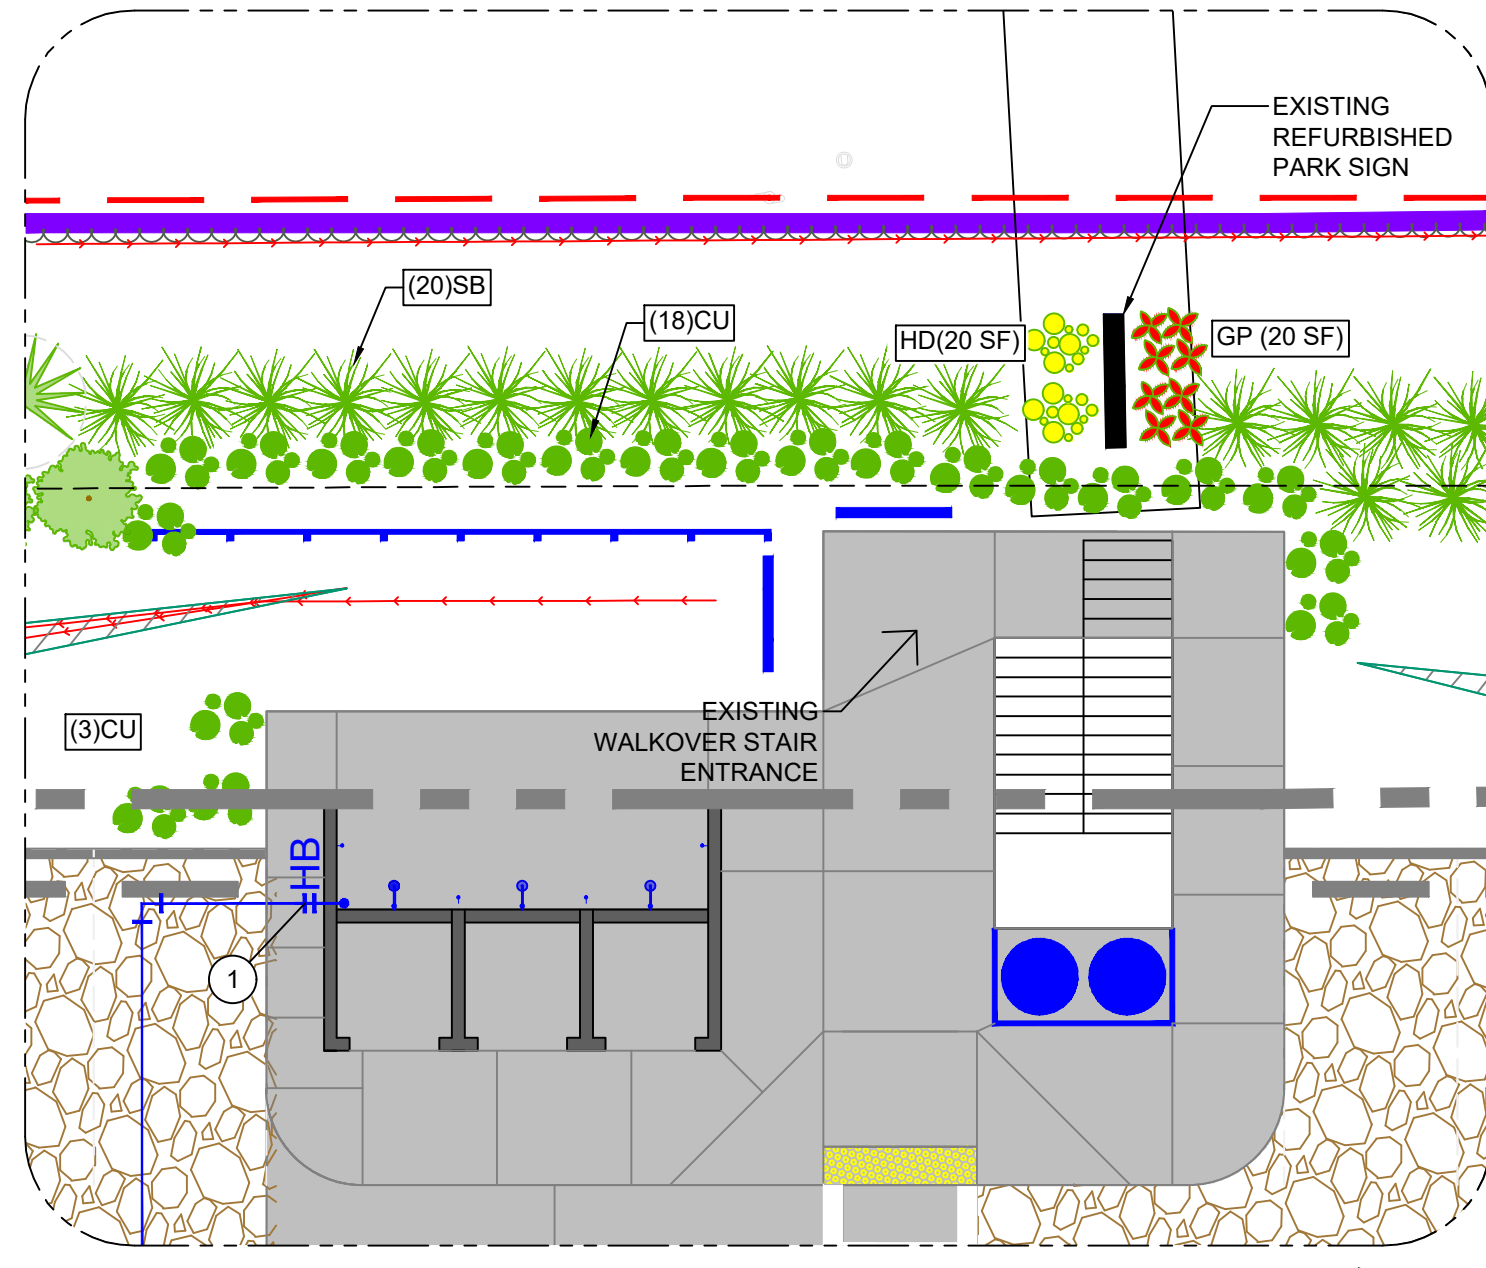 EXISTING
REFURBISHED
PARK SIGN
(20)SB
(18)CU
HD(20 SF)
GP (20 SF)
EXISTING
WALKOVER STAIR
ENTRANCE
(3)CU
HB
1